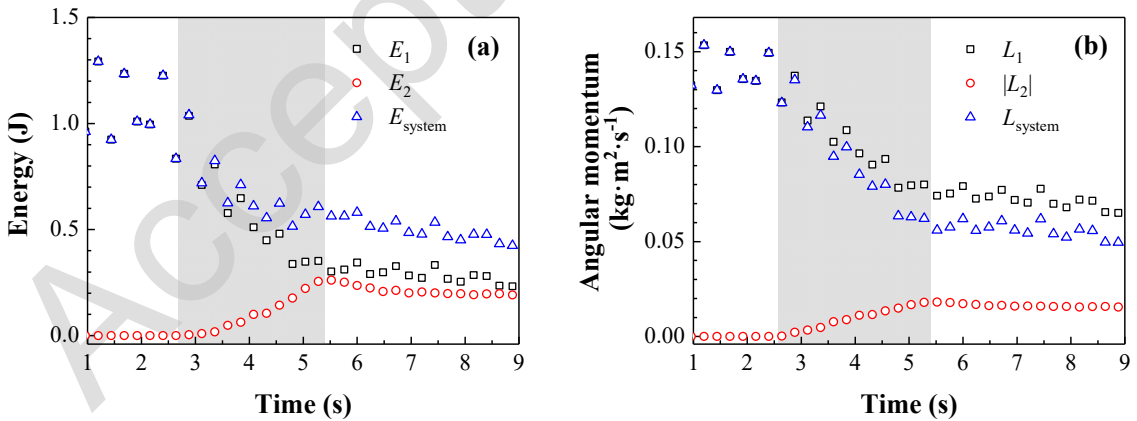 Accept
(a)
E1
E2
Esystem
Energy (J)
1.5
1.0
0.5
0.0
1 2 3 4 5 6 7 8 9
Time (s)
(b)
L1
|L2|
Lsystem
Angular momentum
(kg·m²·s⁻¹)
0.15
0.10
0.05
0.00
1 2 3 4 5 6 7 8 9
Time (s)